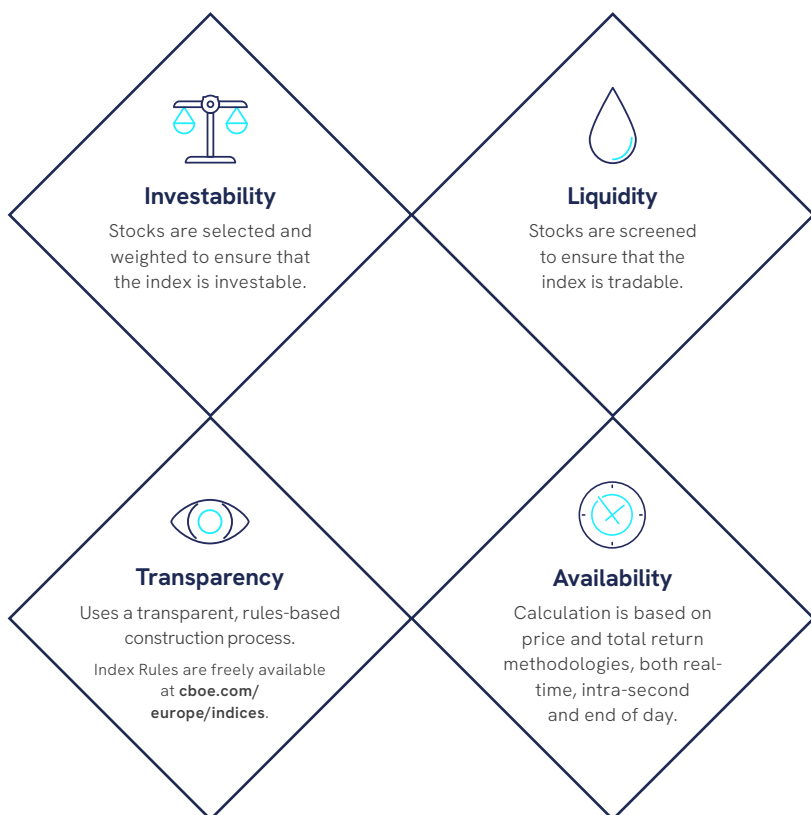 Investability
Stocks are selected and
weighted to ensure that
the index is investable.
Liquidity
Stocks are screened
to ensure that the
index is tradable.
Transparency
Uses a transparent, rules-based
construction process.
Index Rules are freely available
at cboe.com/
europe/indices.
Availability
Calculation is based on
price and total return
methodologies, both real-
time, intra-second
and end of day.